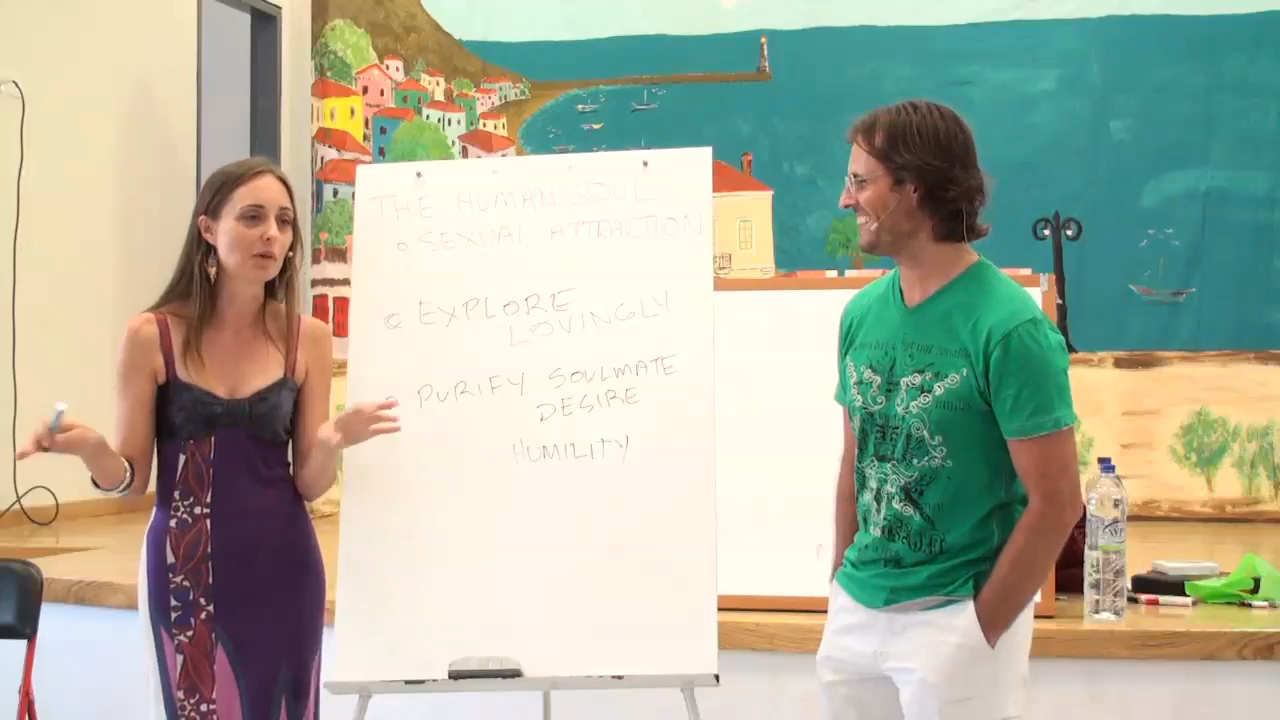 THE HUMAN SOUL
SEXUAL ATTRACTION
EXPLORE
LOVINGLY
PURIFY SOULMATE
DESIRE
HUMILITY